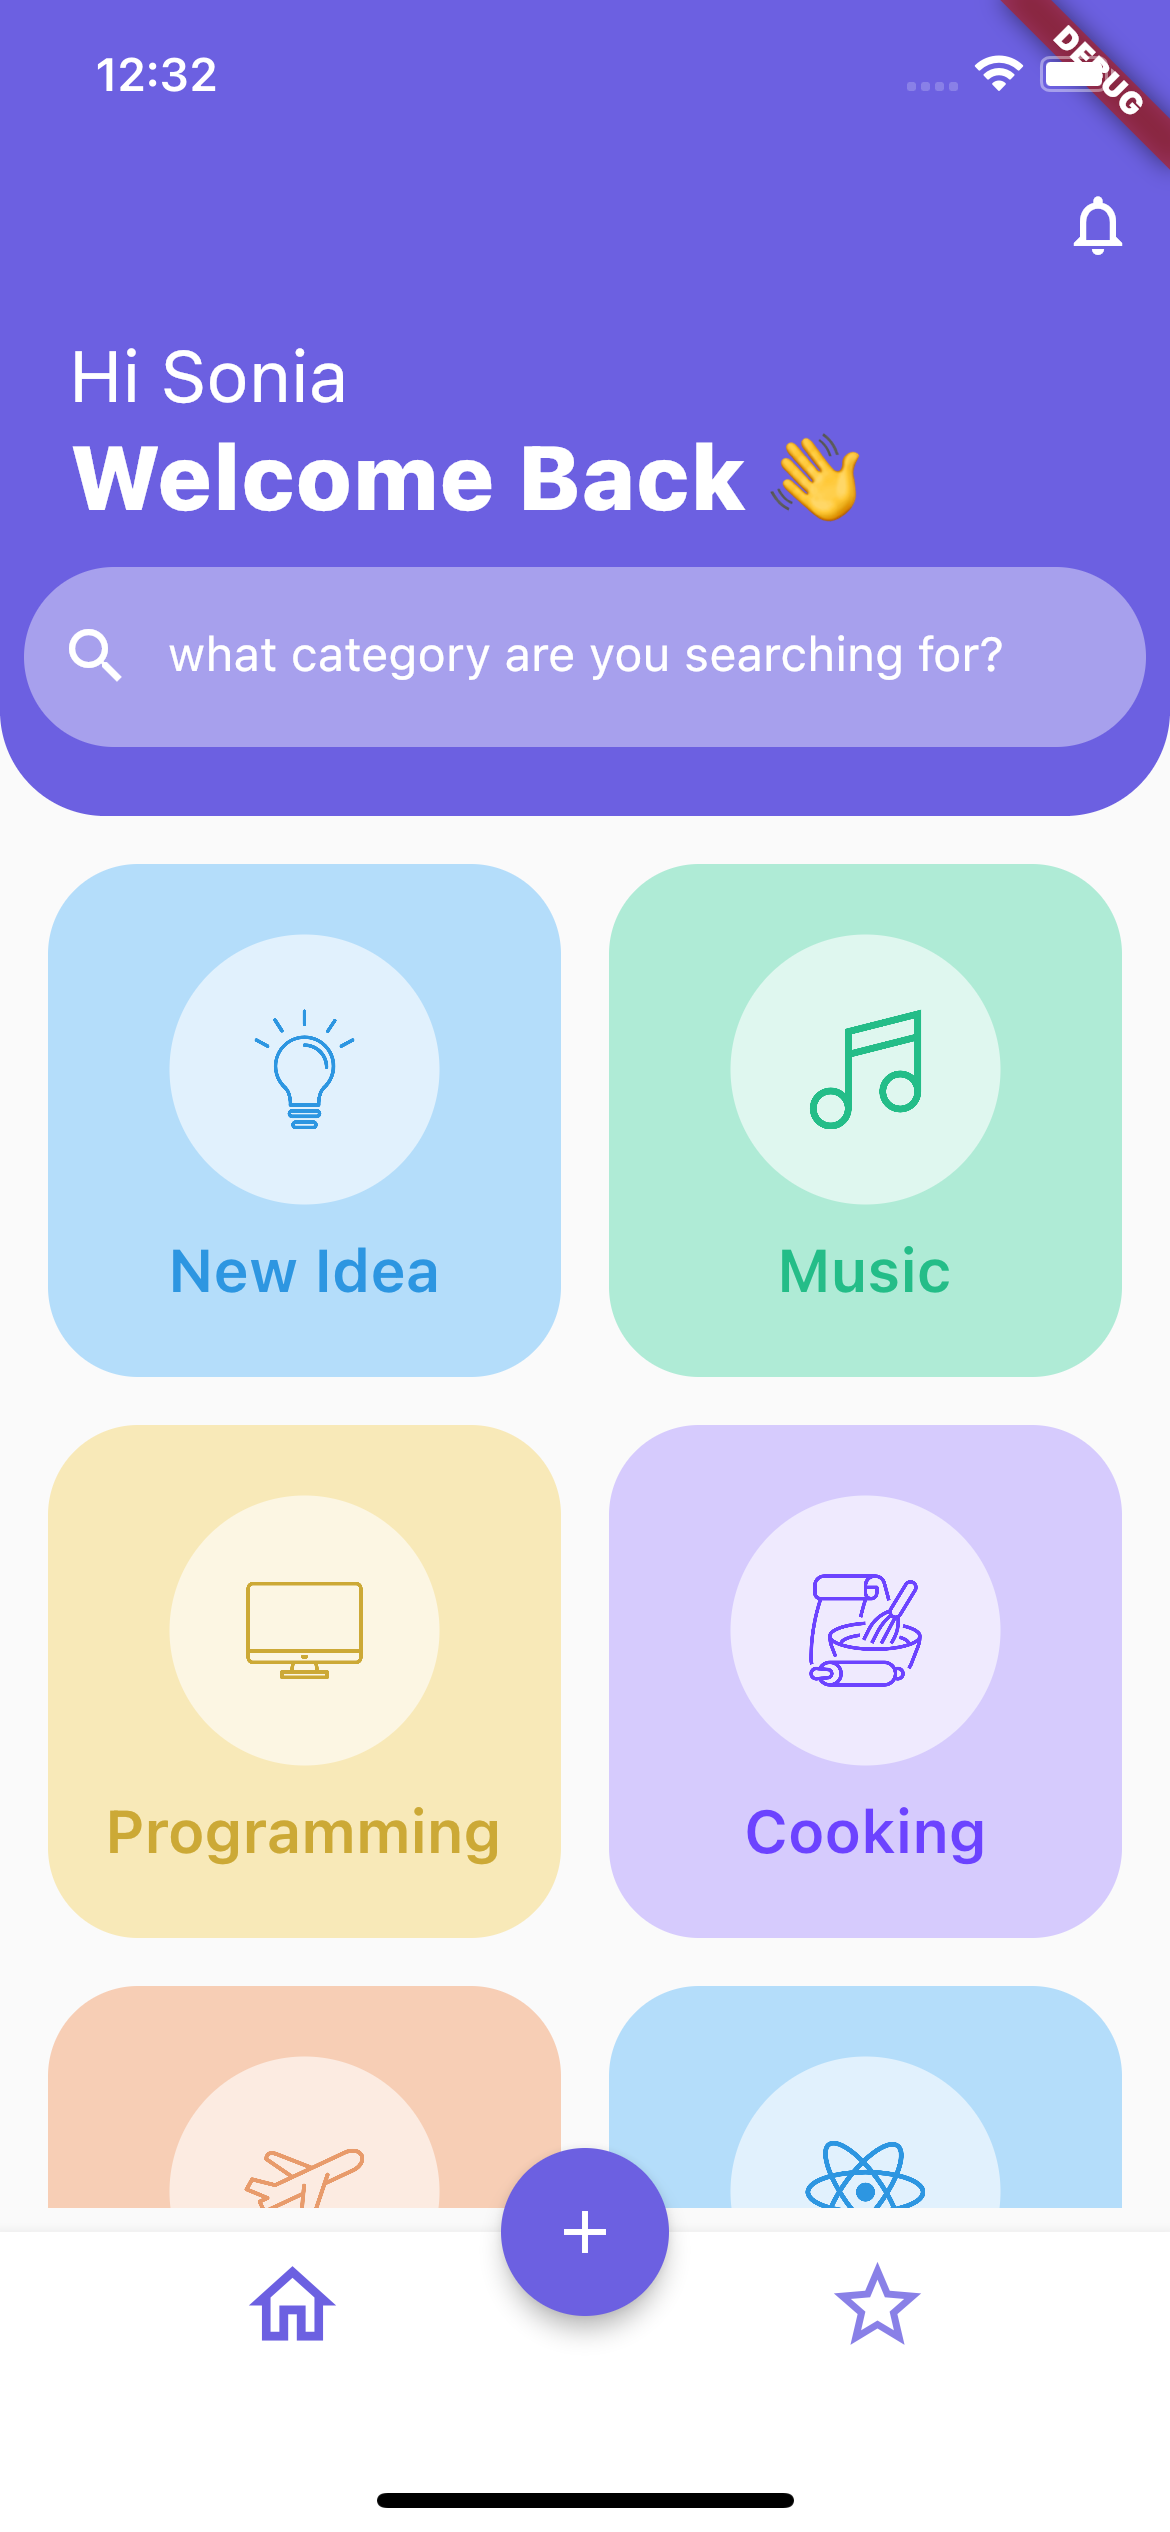 12:32
DEBUG
Hi Sonia
Welcome Back 👋
what category are you searching for?
New Idea
Music
Programming
Cooking